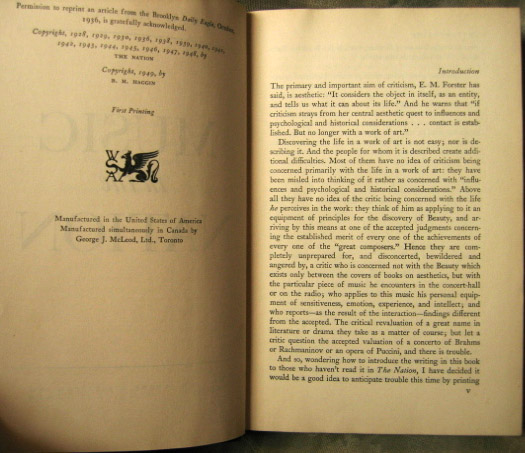 Permission to reprint an article from the Brooklyn Daily Eagle, October,
1936, is gratefully acknowledged.
Copyright, 1928, 1929, 1930, 1936, 1938, 1939, 1940, 1941,
1942, 1943, 1944, 1945, 1946, 1947, 1948, by
THE NATION
Copyright, 1949, by
B. H. HAGGIN
First Printing
Manufactured in the United States of America
Manufactured simultaneously in Canada by
George J. McLeod, Ltd., Toronto
Introduction
The primary and important aim of criticism, E. M. Forster has
said, is aesthetic: "It considers the object in itself, as an entity,
and tells us what it can about its life." And he warns that "if
criticism strays from her central aesthetic quest to influences and
psychological and historical considerations . . . contact is estab-
lished. But no longer with a work of art."
Discovering the life in a work of art is not easy; nor is de-
scribing it. And the people for whom it is described create addi-
tional difficulties. Most of them have no idea of criticism being
concerned primarily with the life in a work of art: they have
been misled into thinking of it rather as concerned with "influ-
ences and psychological and historical considerations." Above
all they have no idea of the critic being concerned with the life
he perceives in the work: they think of him as applying to it an
equipment of principles for the discovery of Beauty, and ar-
riving by this means at one of the accepted judgments concern-
ing the established merit of every one of the achievements of
every one of the "great composers." Hence they are com-
pletely unprepared for, and disconcerted, bewildered and
angered by, a critic who is concerned not with the Beauty which
exists only between the covers of books on aesthetics, but with
the particular piece of music he encounters in the concert-hall
or on the radio; who applies to this music his personal equip-
ment of sensitiveness, emotion, experience, and intellect; and
who reports—as the result of the interaction—findings different
from the accepted. The critical revaluation of a great name in
literature or drama they take as a matter of course; but let a
critic question the accepted valuation of a concerto of Brahms
or Rachmaninov or an opera of Puccini, and there is trouble.
And so, wondering how to introduce the writing in this book
to those who haven't read it in The Nation, I have decided it
would be a good idea to anticipate trouble this time by printing
v